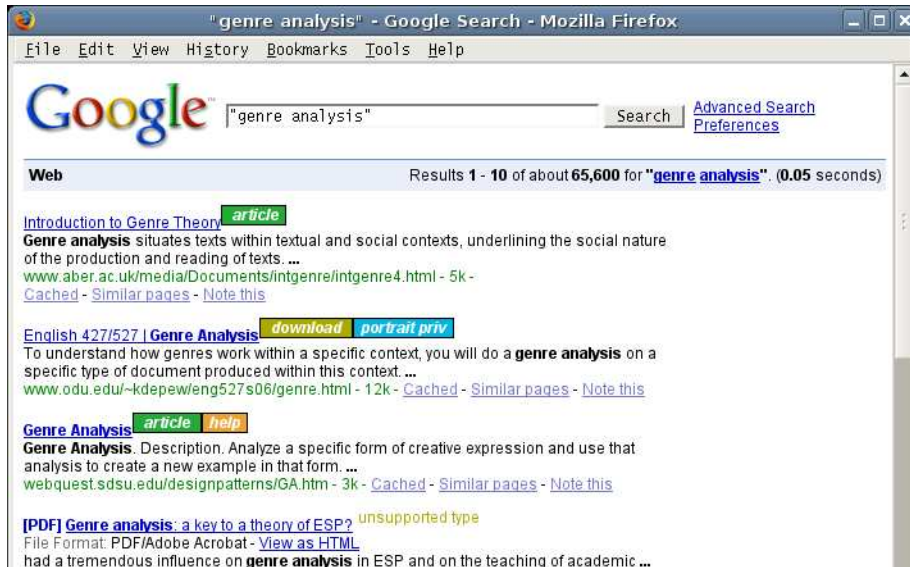 "genre analysis" - Google Search - Mozilla Firefox
File Edit View History Bookmarks Tools Help
Google™ "genre analysis" Search Advanced Search
Preferences
Web Results 1 - 10 of about 65,600 for "genre analysis". (0.05 seconds)
Introduction to Genre Theory article
Genre analysis situates texts within textual and social contexts, underlining the social nature
of the production and reading of texts. ...
www.aber.ac.uk/media/Documents/intgenre/intgenre4.html - 5k -
Cached - Similar pages - Note this
English 427/527 | Genre Analysis download portrait priv
To understand how genres work within a specific context, you will do a genre analysis on a
specific type of document produced within this context. ...
www.odu.edu/~kdepew/eng527s06/genre.html - 12k - Cached - Similar pages - Note this
Genre Analysis article help
Genre Analysis. Description. Analyze a specific form of creative expression and use that
analysis to create a new example in that form. ...
webquest.sdsu.edu/designpatterns/GA.htm - 3k - Cached - Similar pages - Note this
[PDF] Genre analysis: a key to a theory of ESP? unsupported type
File Format: PDF/Adobe Acrobat - View as HTML
had a tremendous influence on genre analysis in ESP and on the teaching of academic ...